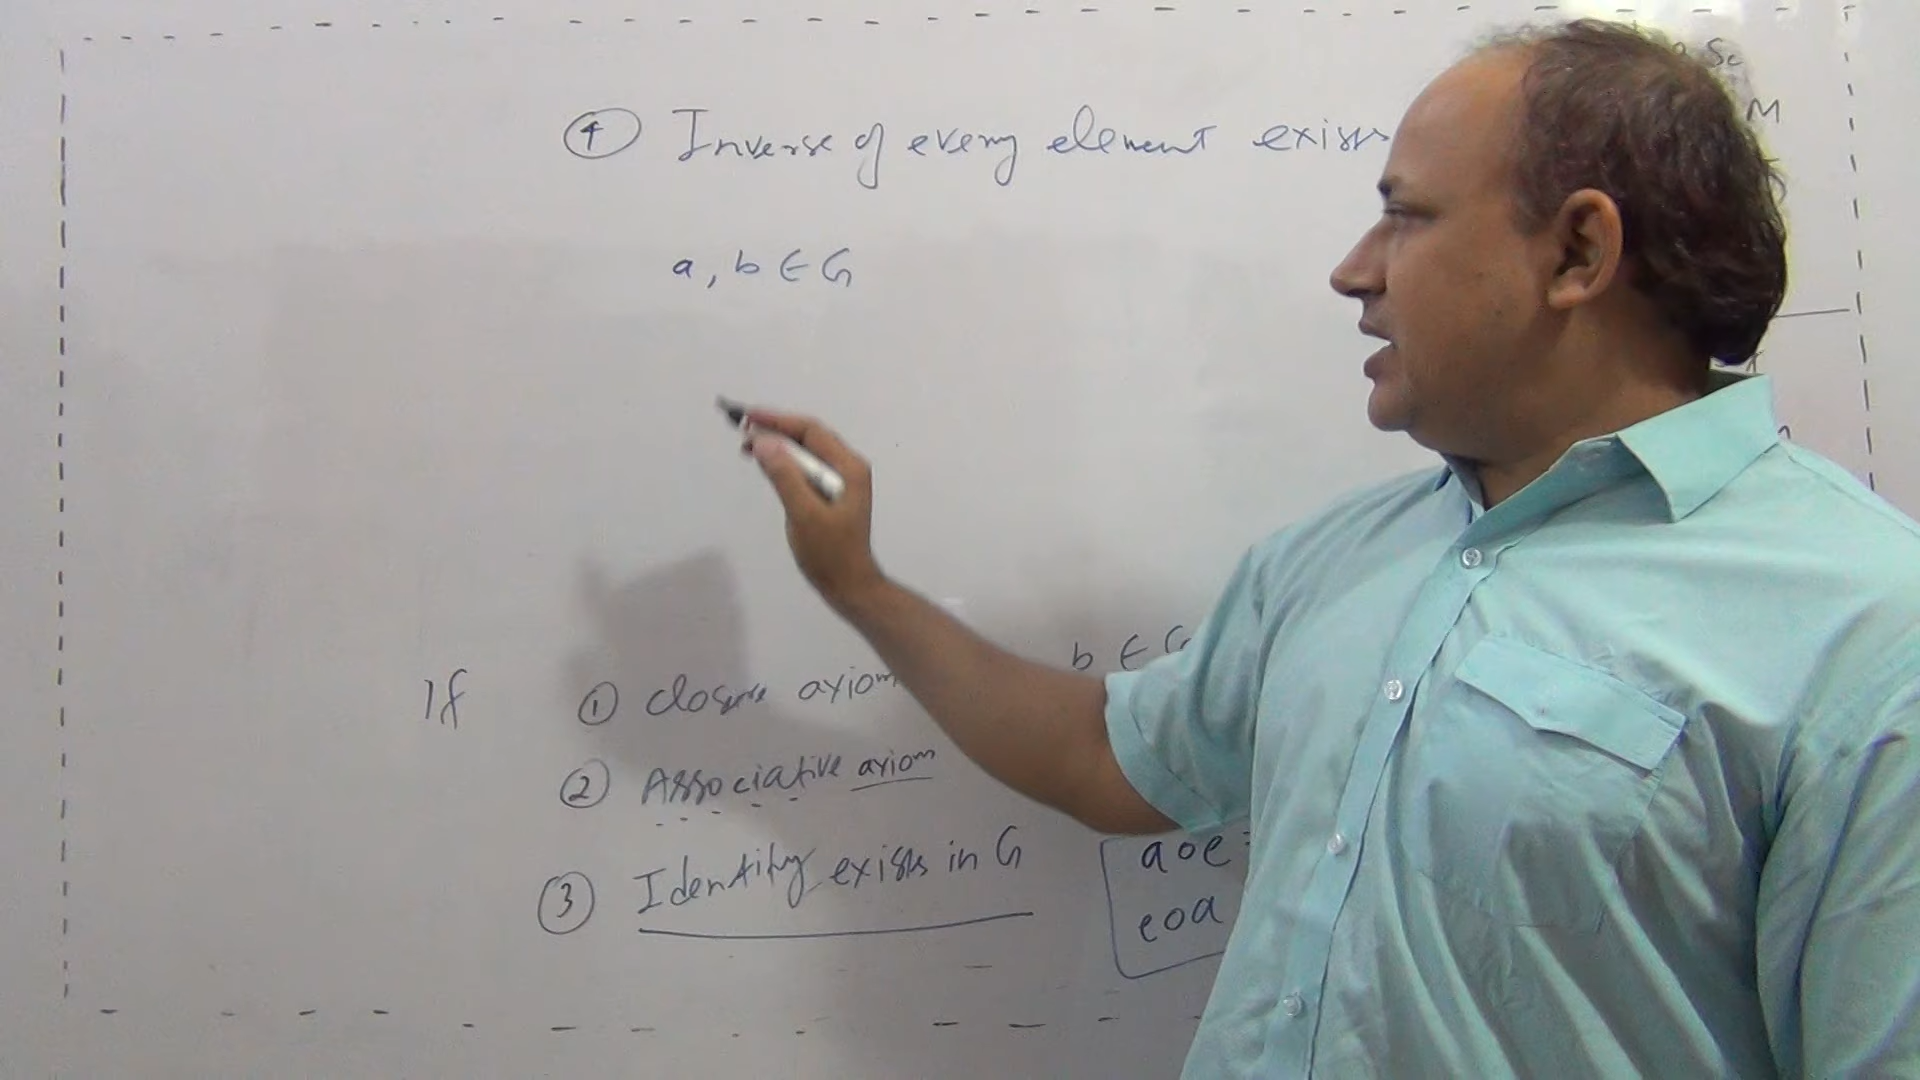 ④ Inverse of every element exists
a, b ∈ G
b ∈ G
If ① Closure axiom
② Associative axiom
③ Identity exists in G
aoe =
eoa
Sc
M